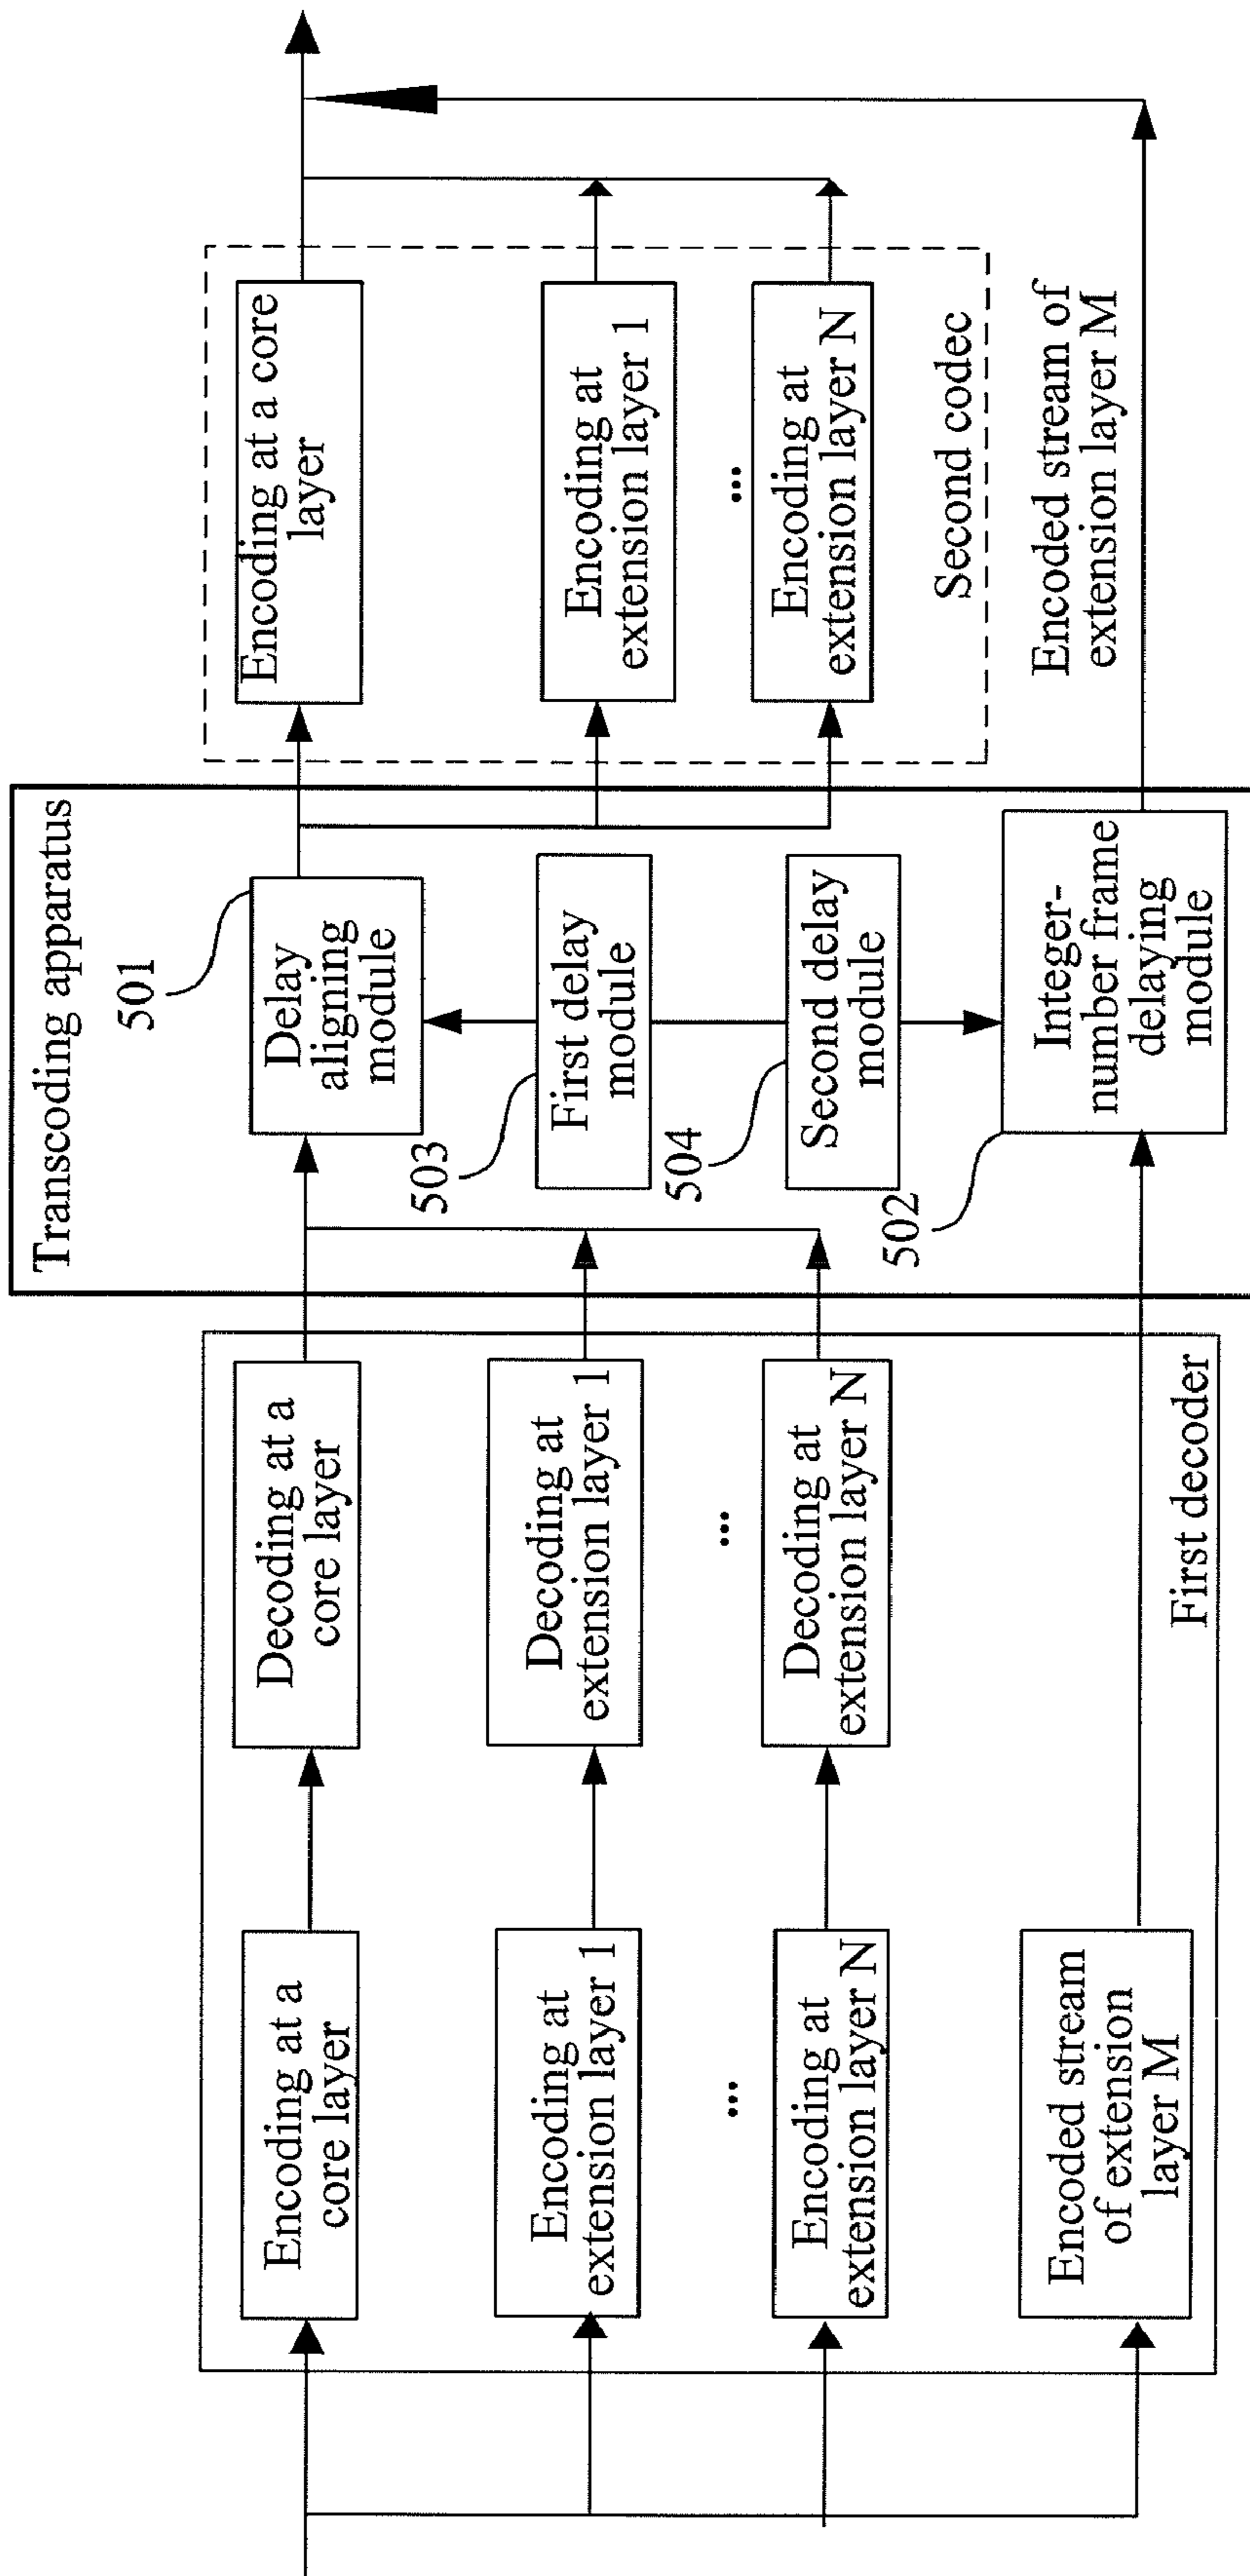 Encoding at a
core layer
Encoding at
extension layer 1
...
Encoding at
extension layer N
Encoded stream
of extension
layer M
Decoding at a
core layer
Decoding at
extension layer 1
...
Decoding at
extension layer N
First decoder
Transcoding apparatus
501
Delay
aligning
module
503
First delay
module
504
Second delay
module
502
Integer-
number frame
delaying
module
Encoding at a core
layer
Encoding at
extension layer 1
...
Encoding at
extension layer N
Second codec
Encoded stream of
extension layer M